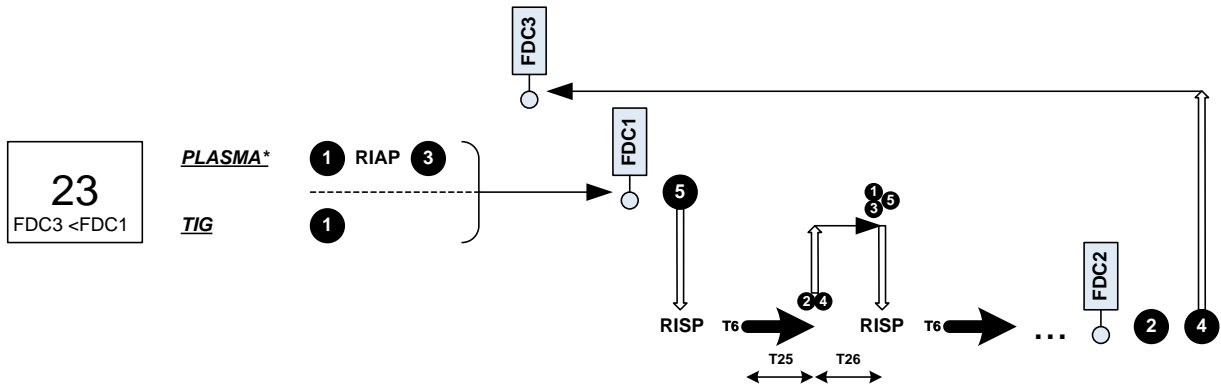 FDC3
FDC1
23
FDC3 <FDC1
PLASMA*
1 RIAP 3
TIG
1
5
1
3 5
2 4
RISP T6 RISP T6 ... FDC2 2 4
T25 T26